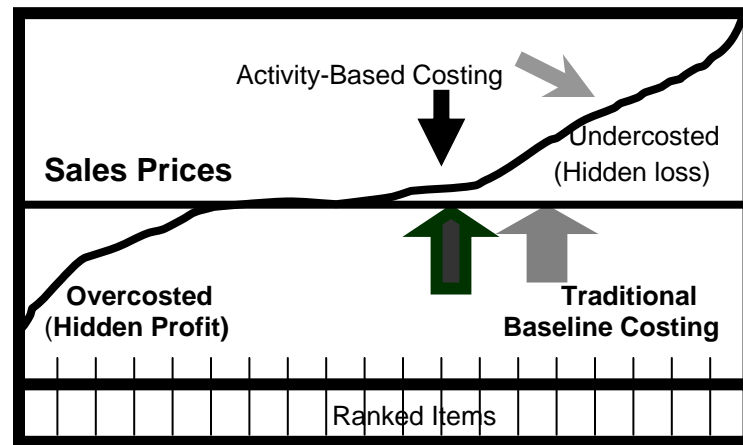 Activity-Based Costing
Undercosted
(Hidden loss)
Sales Prices
Overcosted
(Hidden Profit)
Traditional
Baseline Costing
Ranked Items